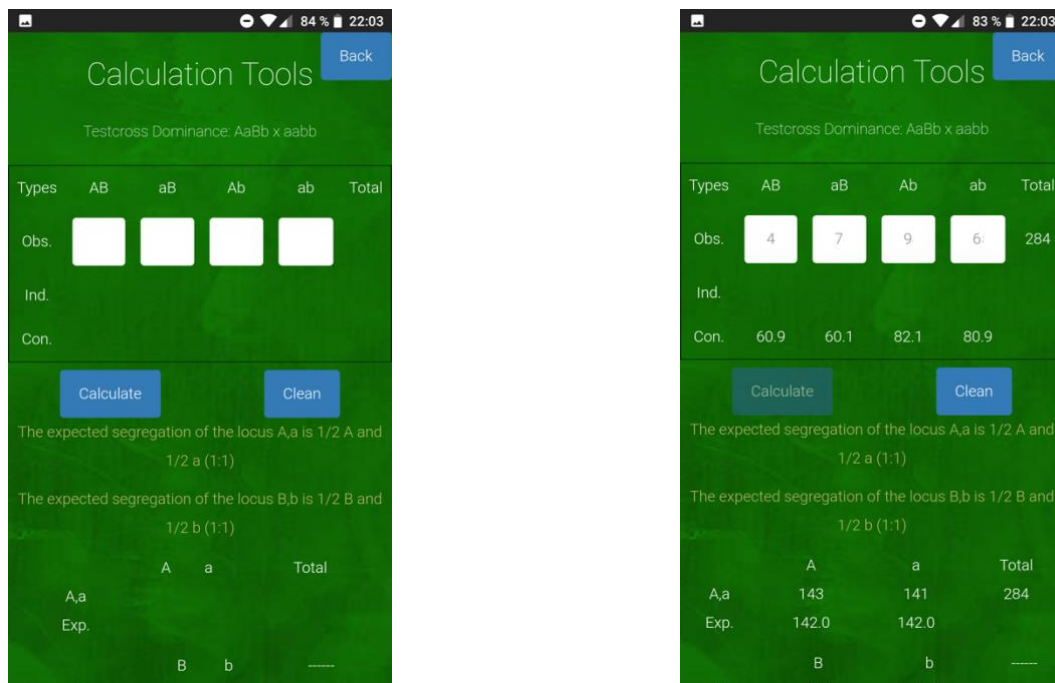 84 % 22:03
Back
Calculation Tools
Testcross Dominance: AaBb x aabb
Types AB aB Ab ab Total
Obs.
Ind.
Con.
Calculate Clean
The expected segregation of the locus A,a is 1/2 A and
1/2 a (1:1)
The expected segregation of the locus B,b is 1/2 B and
1/2 b (1:1)
A a Total
A,a
Exp.
B b ------
83 % 22:03
Back
Calculation Tools
Testcross Dominance: AaBb x aabb
Types AB aB Ab ab Total
Obs. 4 7 9 6 284
Ind.
Con. 60.9 60.1 82.1 80.9
Calculate Clean
The expected segregation of the locus A,a is 1/2 A and
1/2 a (1:1)
The expected segregation of the locus B,b is 1/2 B and
1/2 b (1:1)
A a Total
A,a 143 141 284
Exp. 142.0 142.0
B b ------